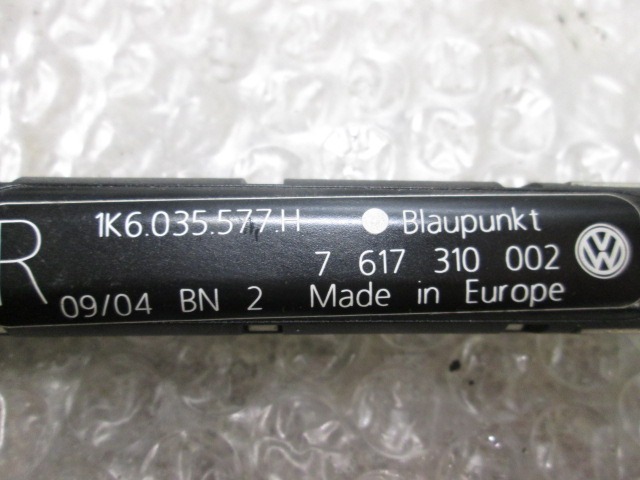 R
1K6.035.577.H Blaupunkt
7 617 310 002
09/04 BN 2 Made in Europe